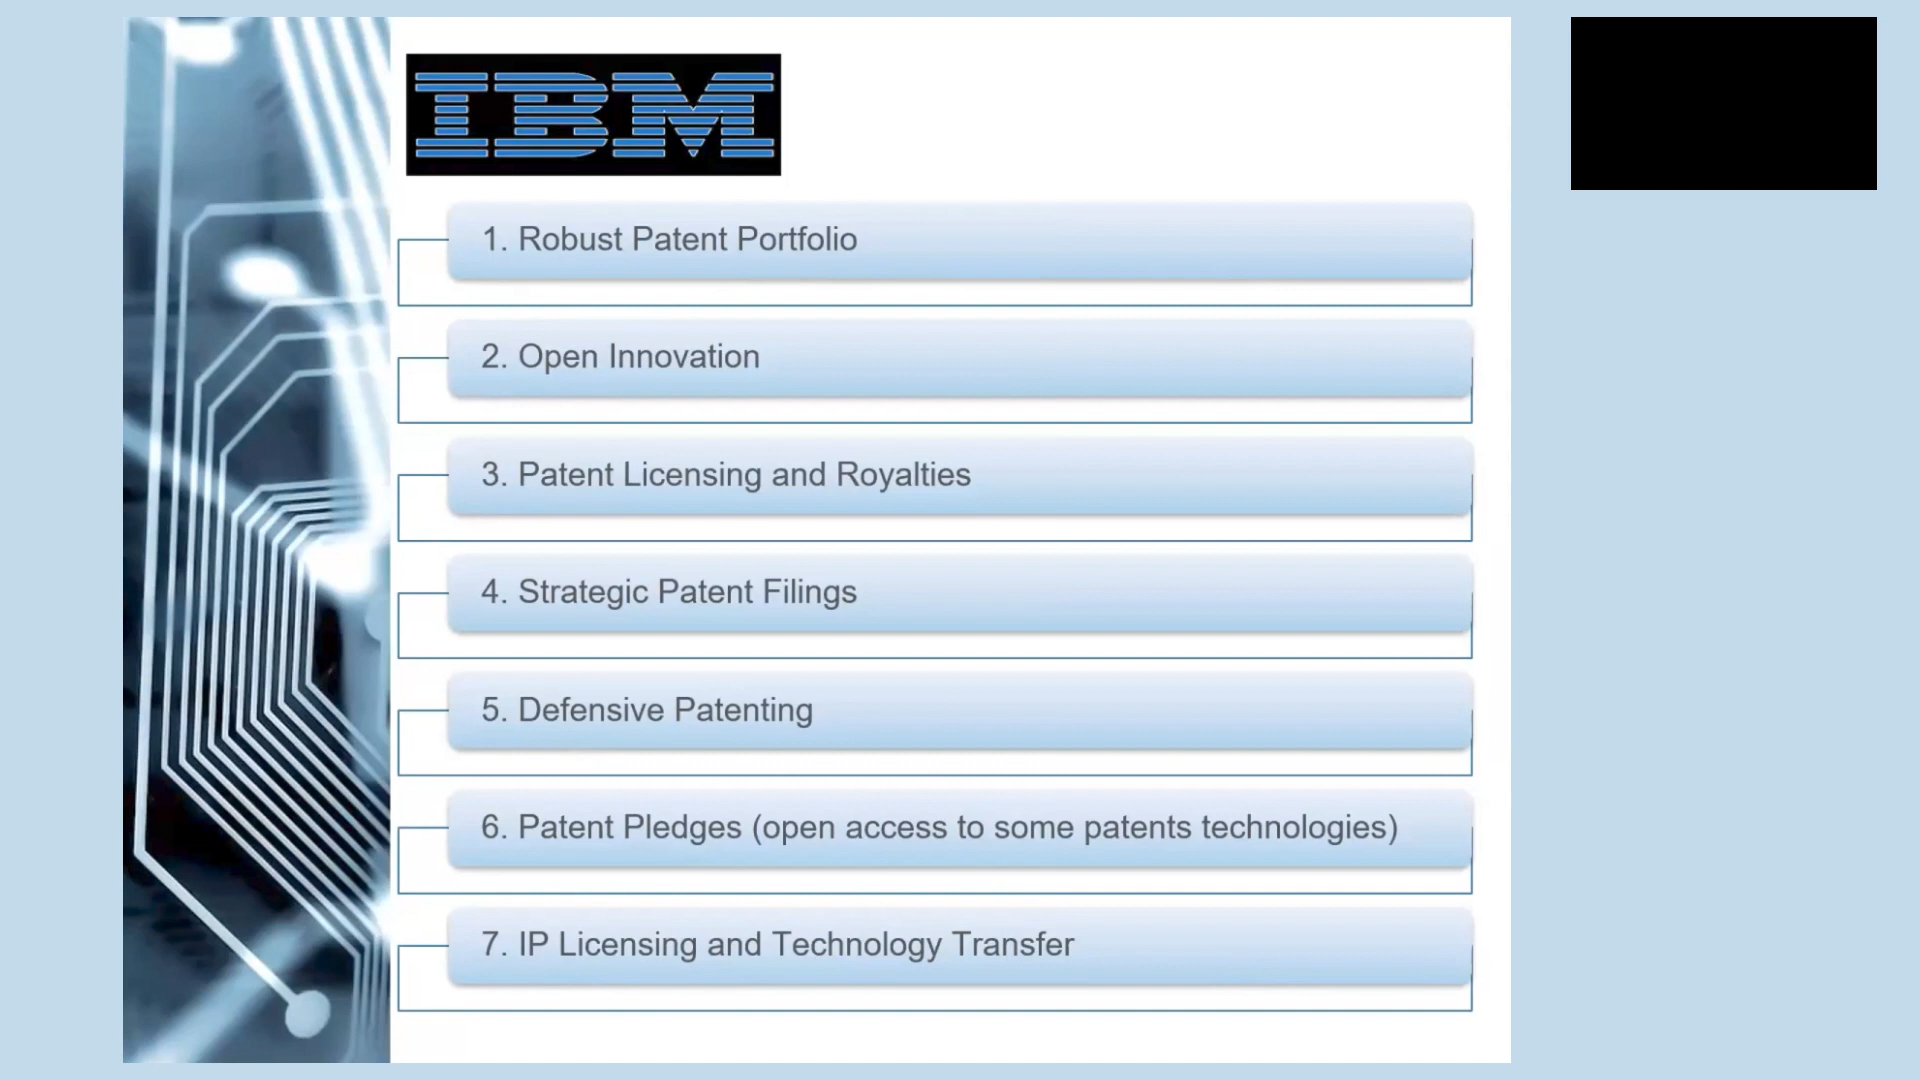 IBM
1. Robust Patent Portfolio
2. Open Innovation
3. Patent Licensing and Royalties
4. Strategic Patent Filings
5. Defensive Patenting
6. Patent Pledges (open access to some patents technologies)
7. IP Licensing and Technology Transfer